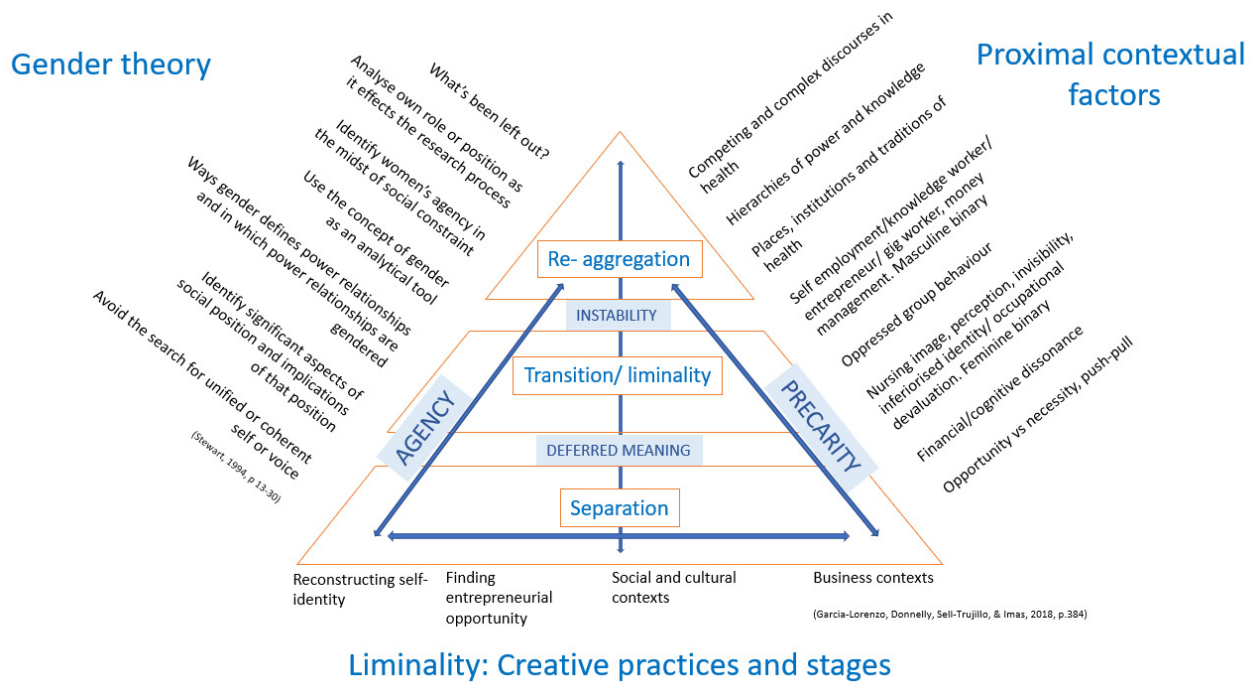 Gender theory
Proximal contextual
factors
What's been left out?
Analyse own role or position as
it effects the research process
Identify women's agency in
the midst of social constraint
Use the concept of gender
as an analytical tool
Ways gender defines power relationships
and in which power relationships are
gendered
Identify significant aspects of
social position and implications
of that position
Avoid the search for unified or coherent
self or voice
(Stewart, 1994, p 13-30)
Competing and complex discourses in
health
Hierarchies of power and knowledge
Places, institutions and traditions of
health
Self employment/knowledge worker/
entrepreneur/ gig worker, money
management. Masculine binary
Oppressed group behaviour
Nursing image, perception, invisibility,
inferiorised identity/ occupational
devaluation. Feminine binary
Financial/cognitive dissonance
Opportunity vs necessity, push-pull
Re- aggregation
INSTABILITY
Transition/ liminality
AGENCY
PRECARITY
DEFERRED MEANING
Separation
Reconstructing self-
identity
Finding
entrepreneurial
opportunity
Social and cultural
contexts
Business contexts
(Garcia-Lorenzo, Donnelly, Sell-Trujillo, & Imas, 2018, p.384)
Liminality: Creative practices and stages